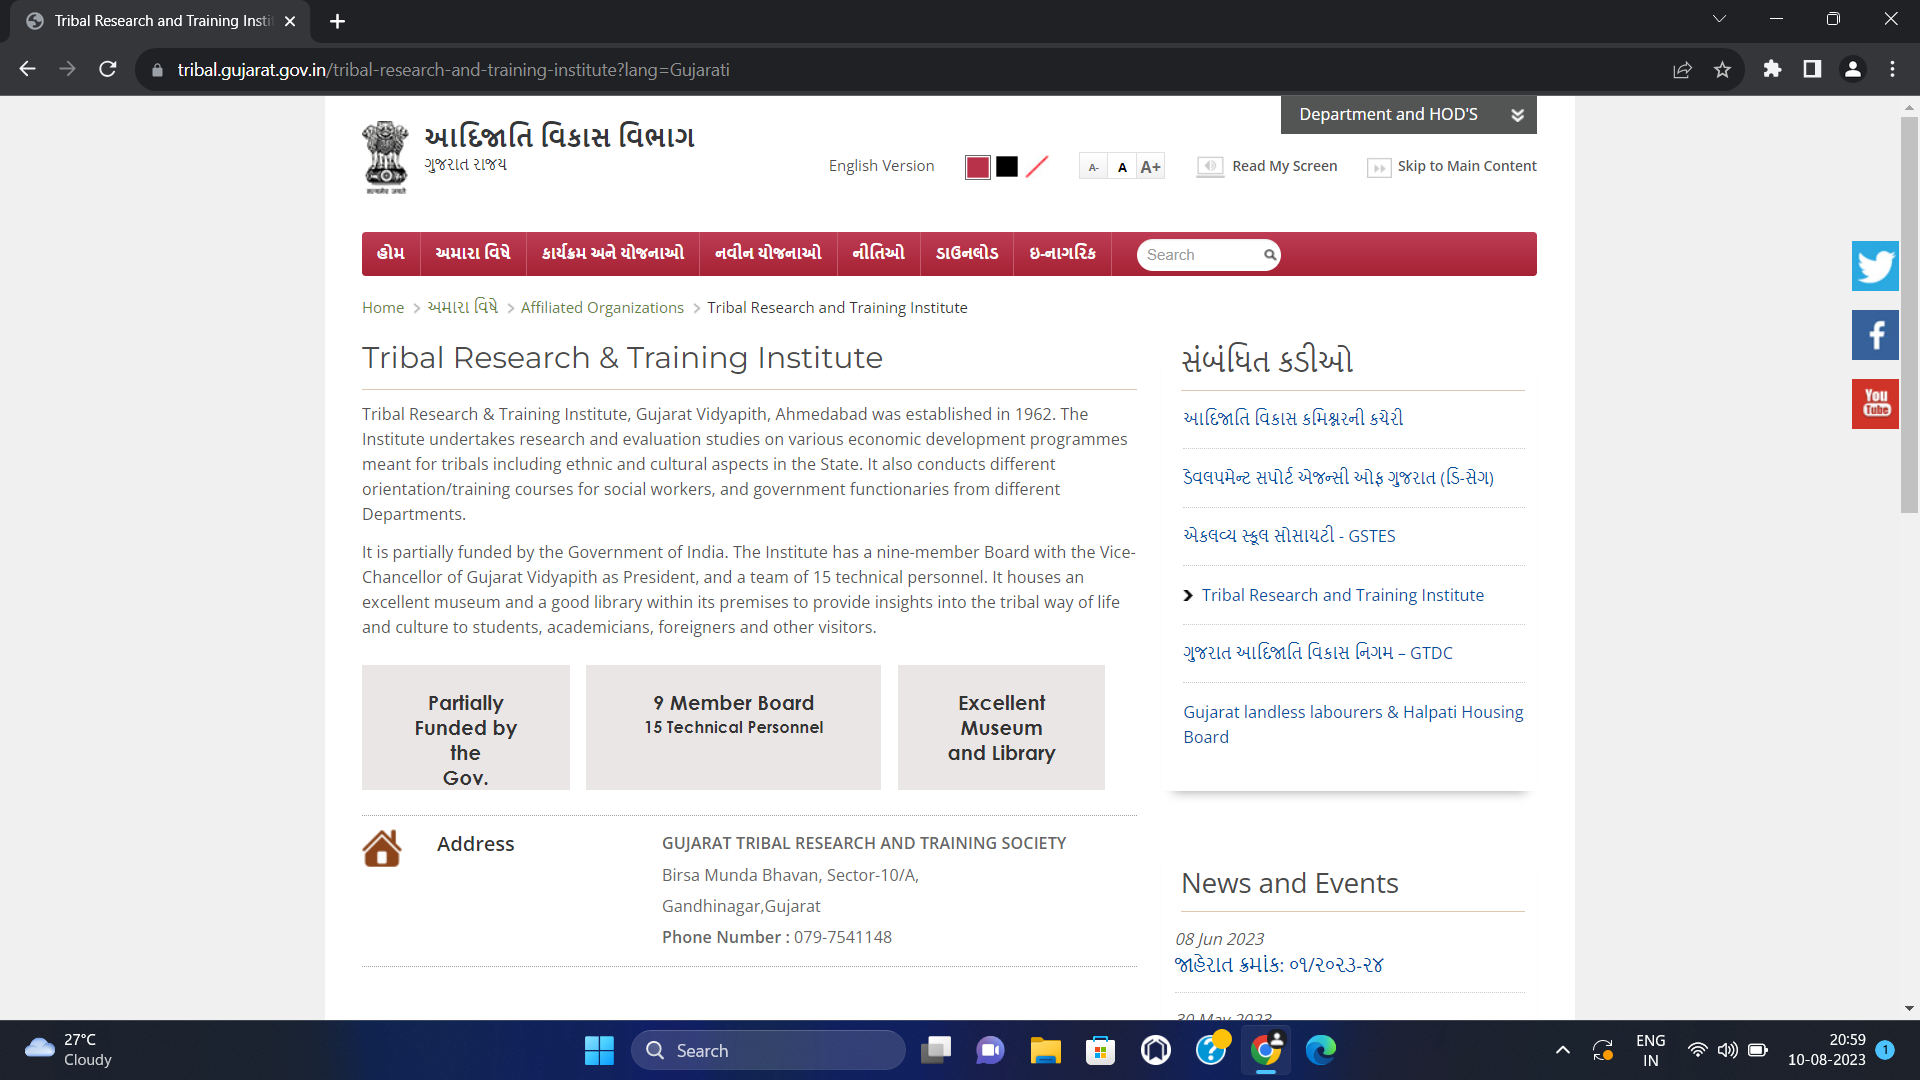 Tribal Research and Training Insti
tribal.gujarat.gov.in/tribal-research-and-training-institute?lang=Gujarati
Department and HOD'S
આદિજાતિ વિકાસ વિભાગ
ગુજરાત રાજય
सत्यमेव जयते
English Version
A-
A
A+
Read My Screen
Skip to Main Content
હોમ
અમારા વિષે
કાર્યક્રમ અને યોજનાઓ
નવીન યોજનાઓ
નીતિઓ
ડાઉનલોડ
ઇ-નાગરિક
Search
Home > અમારા વિષે > Affiliated Organizations > Tribal Research and Training Institute
Tribal Research & Training Institute
Tribal Research & Training Institute, Gujarat Vidyapith, Ahmedabad was established in 1962. The
Institute undertakes research and evaluation studies on various economic development programmes
meant for tribals including ethnic and cultural aspects in the State. It also conducts different
orientation/training courses for social workers, and government functionaries from different
Departments.
It is partially funded by the Government of India. The Institute has a nine-member Board with the Vice-
Chancellor of Gujarat Vidyapith as President, and a team of 15 technical personnel. It houses an
excellent museum and a good library within its premises to provide insights into the tribal way of life
and culture to students, academicians, foreigners and other visitors.
Partially
Funded by
the
Gov.
9 Member Board
15 Technical Personnel
Excellent
Museum
and Library
Address
GUJARAT TRIBAL RESEARCH AND TRAINING SOCIETY
Birsa Munda Bhavan, Sector-10/A,
Gandhinagar,Gujarat
Phone Number : 079-7541148
સંબંધિત કડીઓ
આદિજાતિ વિકાસ કમિશ્નરની કચેરી
ડેવલપમેન્ટ સપોર્ટ એજન્સી ઓફ ગુજરાત (ડિ-સેગ)
એકલવ્ય સ્કૂલ સોસાયટી - GSTES
Tribal Research and Training Institute
ગુજરાત આદિજાતિ વિકાસ નિગમ – GTDC
Gujarat landless labourers & Halpati Housing
Board
News and Events
08 Jun 2023
જાહેરાત ક્રમાંક: ૦૧/૨૦૨૩-૨૪
30 May 2023
You
Tube
27°C
Cloudy
Search
ENG
IN
20:59
10-08-2023
1